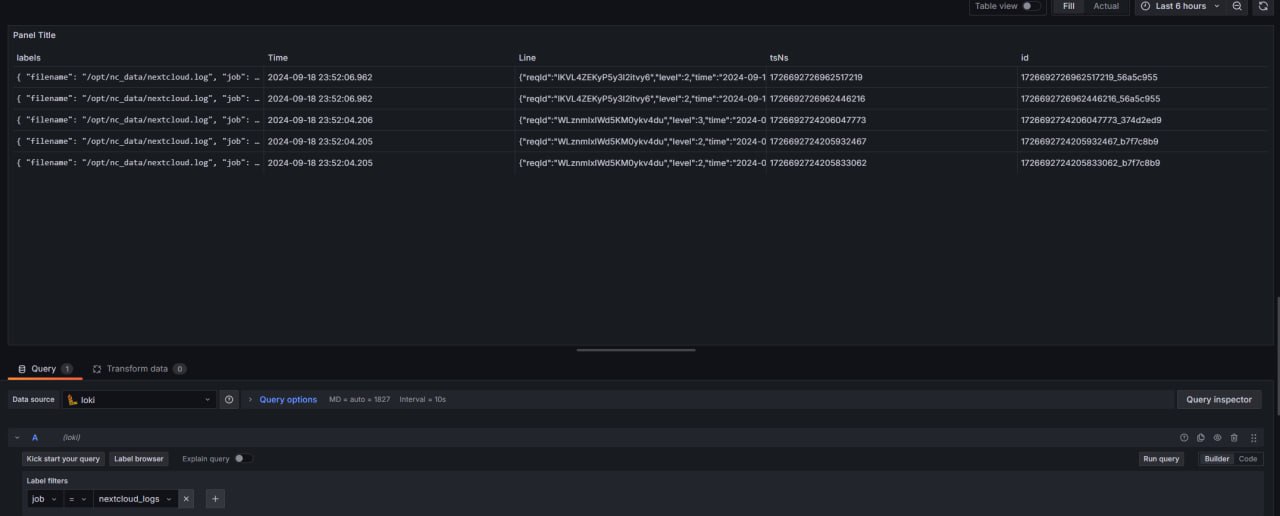 Table view Fill Actual Last 6 hours
Panel Title
labels Time Line tsNs id
{ "filename": "/opt/nc_data/nextcloud.log", "job": … 2024-09-18 23:52:06.962 {"reqId":"IKVL4ZEKyP5y3I2itvy6","level":2,"time":"2024-09-1 1726692726962517219 1726692726962517219_56a5c955
{ "filename": "/opt/nc_data/nextcloud.log", "job": … 2024-09-18 23:52:06.962 {"reqId":"IKVL4ZEKyP5y3I2itvy6","level":2,"time":"2024-09-1 1726692726962446216 1726692726962446216_56a5c955
{ "filename": "/opt/nc_data/nextcloud.log", "job": … 2024-09-18 23:52:04.206 {"reqId":"WLznmIxIWd5KM0ykv4du","level":3,"time":"2024-0 1726692724206047773 1726692724206047773_374d2ed9
{ "filename": "/opt/nc_data/nextcloud.log", "job": … 2024-09-18 23:52:04.205 {"reqId":"WLznmIxIWd5KM0ykv4du","level":2,"time":"2024-0 1726692724205932467 1726692724205932467_b7f7c8b9
{ "filename": "/opt/nc_data/nextcloud.log", "job": … 2024-09-18 23:52:04.205 {"reqId":"WLznmIxIWd5KM0ykv4du","level":2,"time":"2024-0 1726692724205833062 1726692724205833062_b7f7c8b9
Query 1 Transform data 0
Data source loki Query options MD = auto = 1827 Interval = 10s Query inspector
A (loki)
Kick start your query Label browser Explain query Run query Builder Code
Label filters
job = nextcloud_logs × +